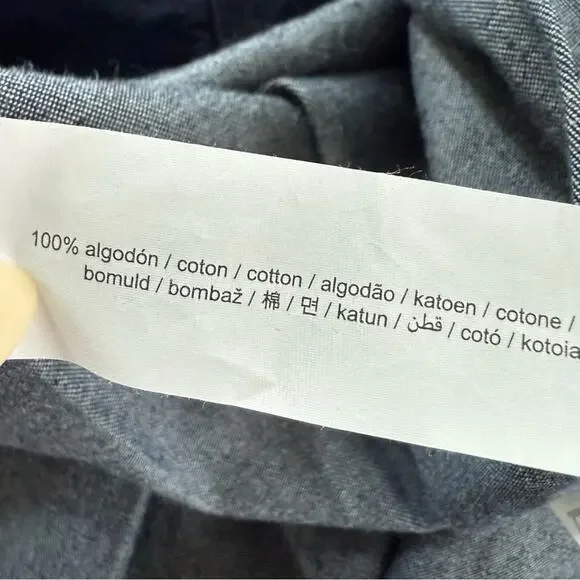 100% algodón / coton / cotton / algodão / katoen / cotone /
bomuld / bombaž / 棉 / 면 / katun / قطن / cotó / kotoia